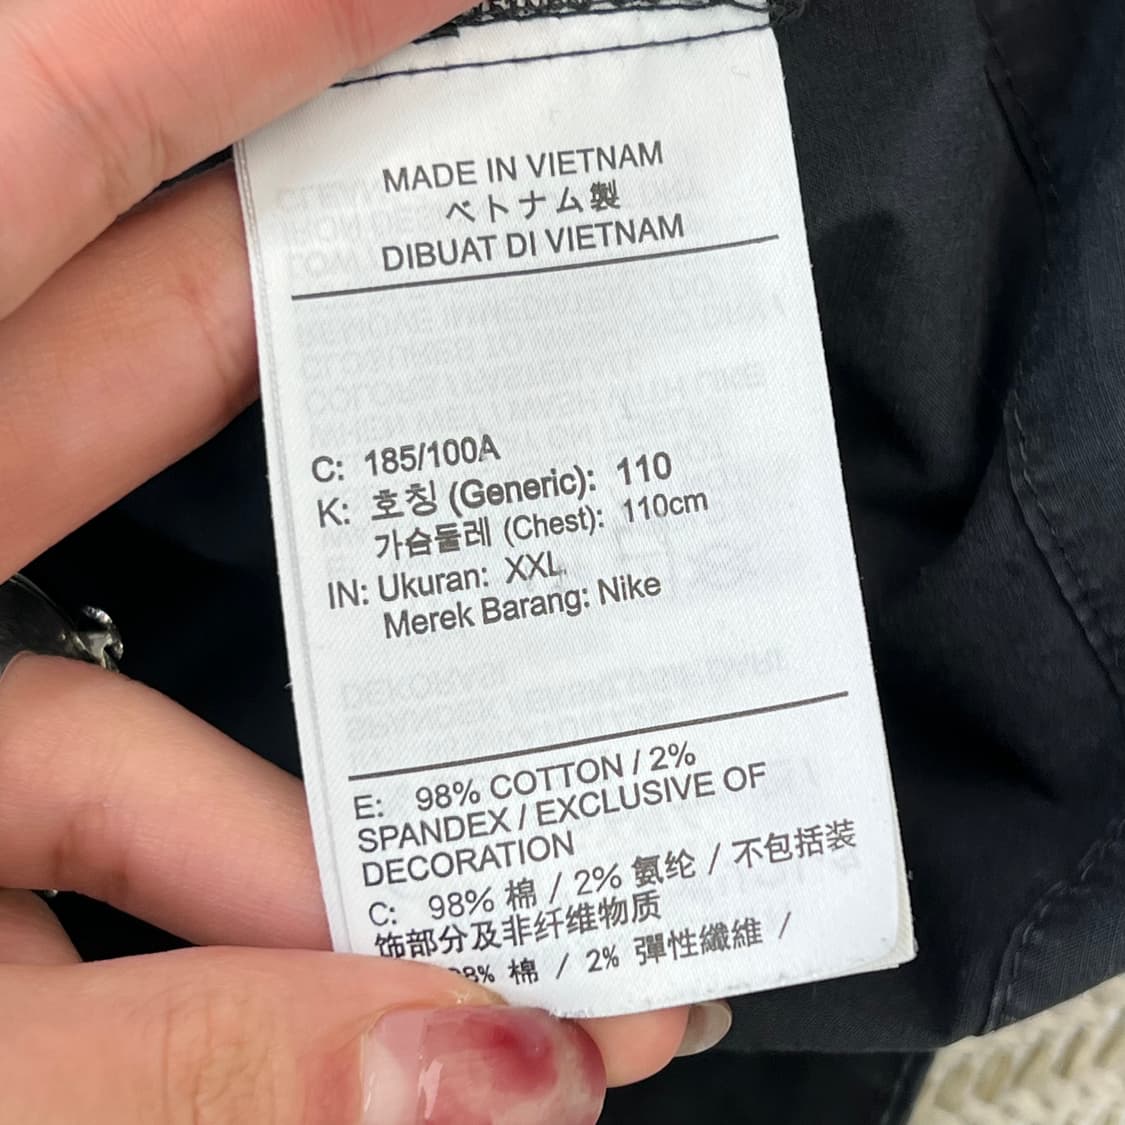 MADE IN VIETNAM
ベトナム製
DIBUAT DI VIETNAM
C: 185/100A
K: 호칭 (Generic): 110
가슴둘레 (Chest): 110cm
IN: Ukuran: XXL
Merek Barang: Nike
E: 98% COTTON / 2%
SPANDEX / EXCLUSIVE OF
DECORATION
C: 98% 棉 / 2% 氨纶 / 不包括装
饰部分及非纤维物质
棉 / 2% 彈性纖維 /